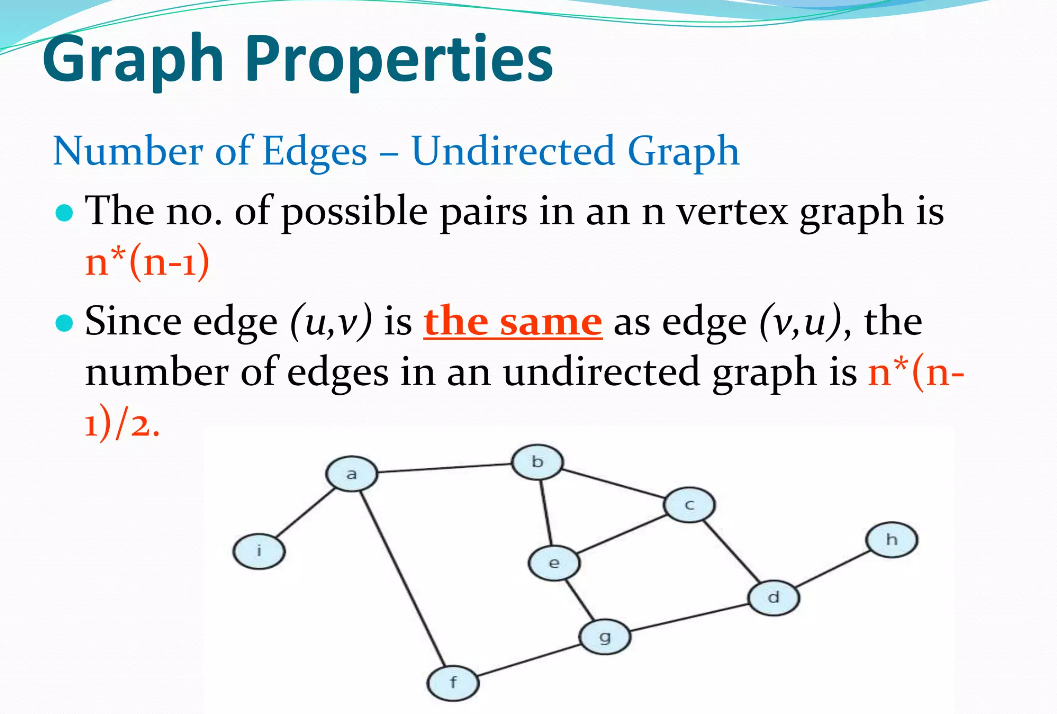 Graph Properties
Number of Edges – Undirected Graph
● The no. of possible pairs in an n vertex graph is
n*(n-1)
● Since edge (u,v) is the same as edge (v,u), the
number of edges in an undirected graph is n*(n-
1)/2.
a
b
c
i
e
h
d
g
f